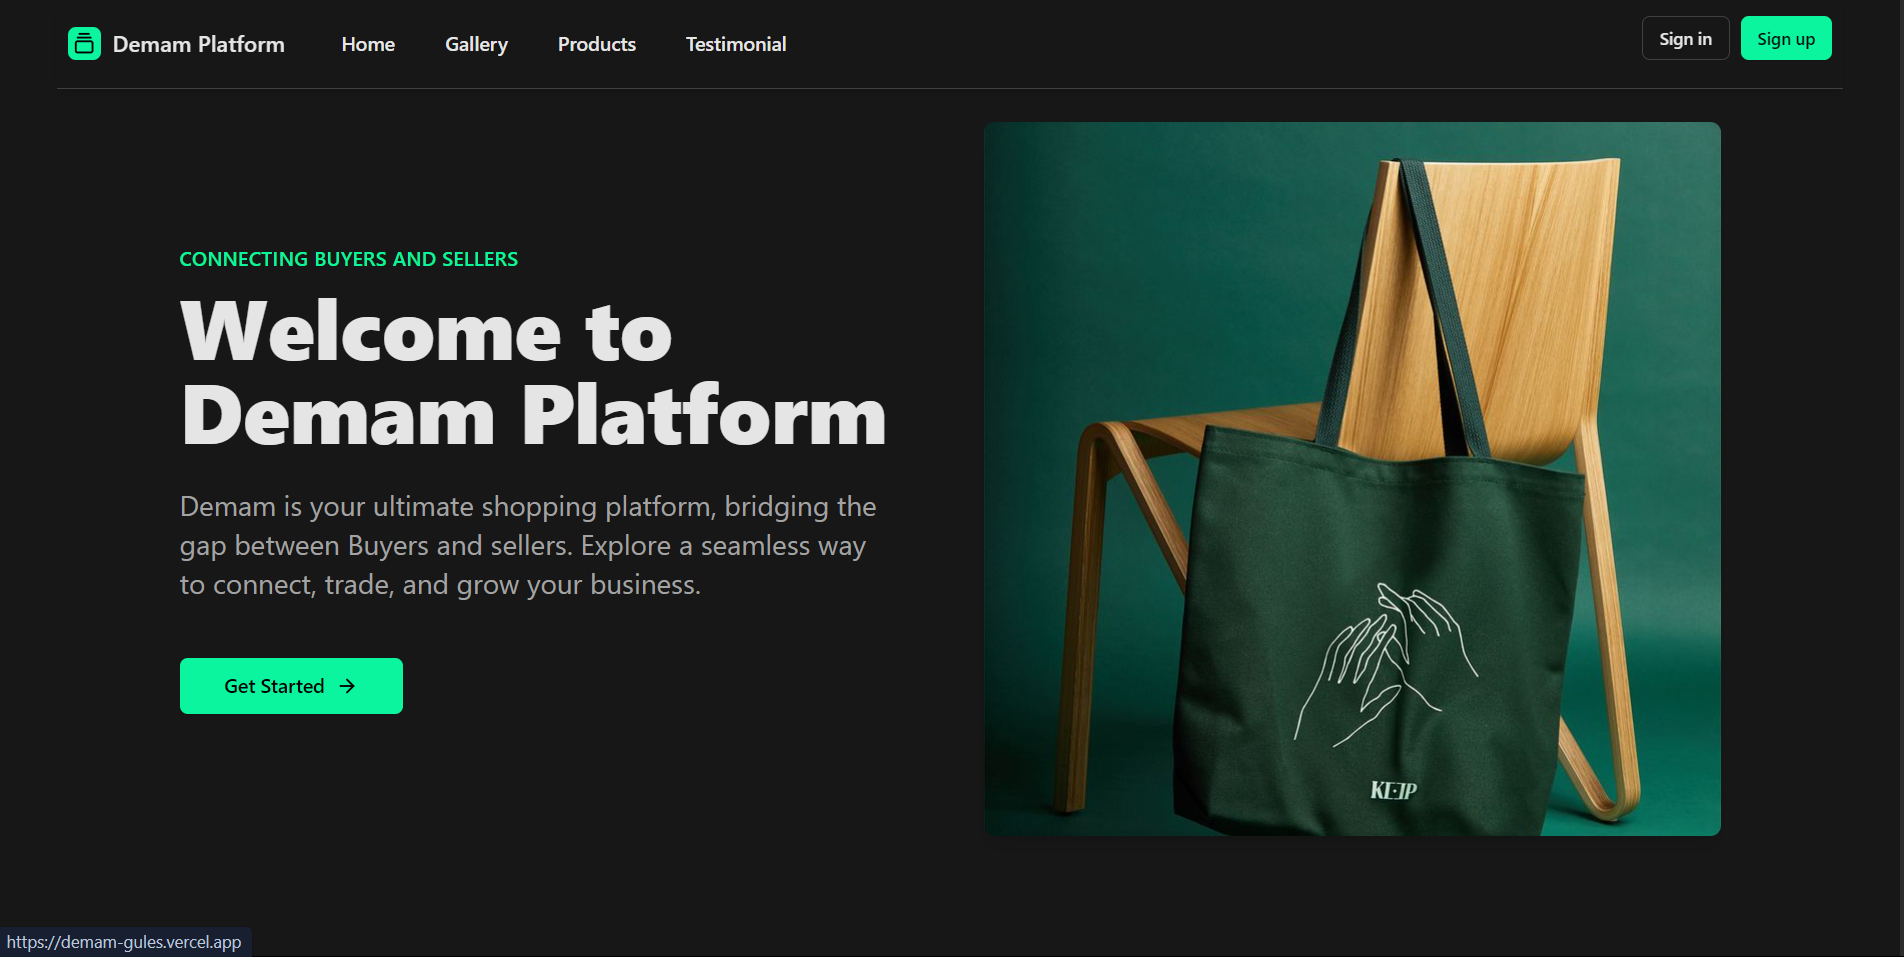 Demam Platform
Home
Gallery
Products
Testimonial
Sign in
Sign up
CONNECTING BUYERS AND SELLERS
Welcome to
Demam Platform
Demam is your ultimate shopping platform, bridging the
gap between Buyers and sellers. Explore a seamless way
to connect, trade, and grow your business.
Get Started
KEEP
https://demam-gules.vercel.app